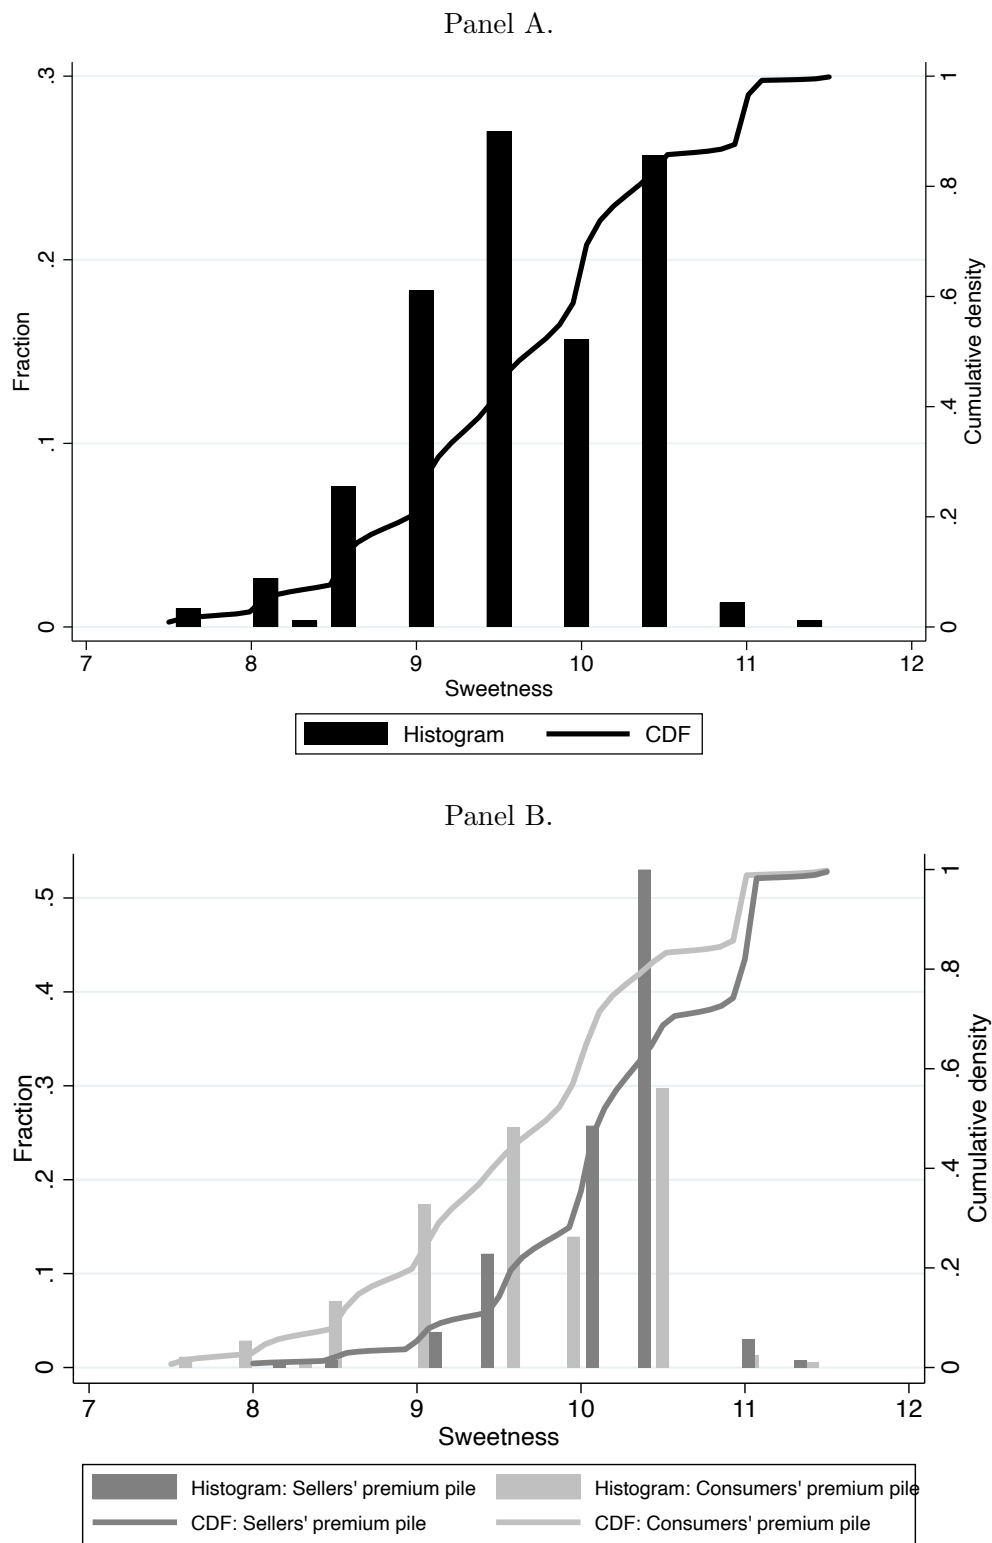 Panel A.
.3
.2
.1
0
Fraction
1
.8
.6
.4
.2
0
Cumulative density
7 8 9 10 11 12
Sweetness
Histogram CDF
Panel B.
.5
.4
.3
.2
.1
0
Fraction
1
.8
.6
.4
.2
0
Cumulative density
7 8 9 10 11 12
Sweetness
Histogram: Sellers' premium pile Histogram: Consumers' premium pile
CDF: Sellers' premium pile CDF: Consumers' premium pile